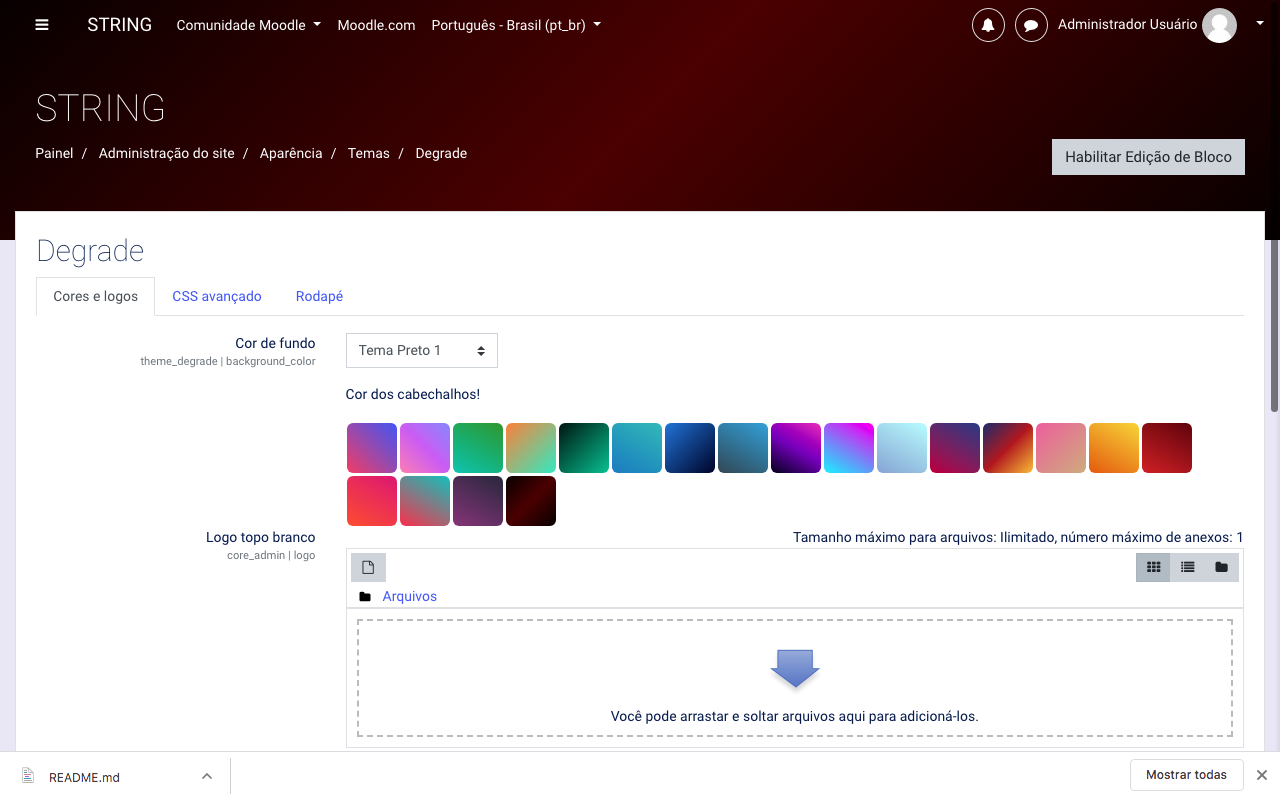 STRING Comunidade Moodle Moodle.com Português - Brasil (pt_br) Administrador Usuário
STRING
Painel / Administração do site / Aparência / Temas / Degrade
Habilitar Edição de Bloco
Degrade
Cores e logos CSS avançado Rodapé
Cor de fundo
theme_degrade | background_color
Tema Preto 1
Cor dos cabechalhos!
Logo topo branco
core_admin | logo
Tamanho máximo para arquivos: Ilimitado, número máximo de anexos: 1
Arquivos
Você pode arrastar e soltar arquivos aqui para adicioná-los.
README.md
Mostrar todas